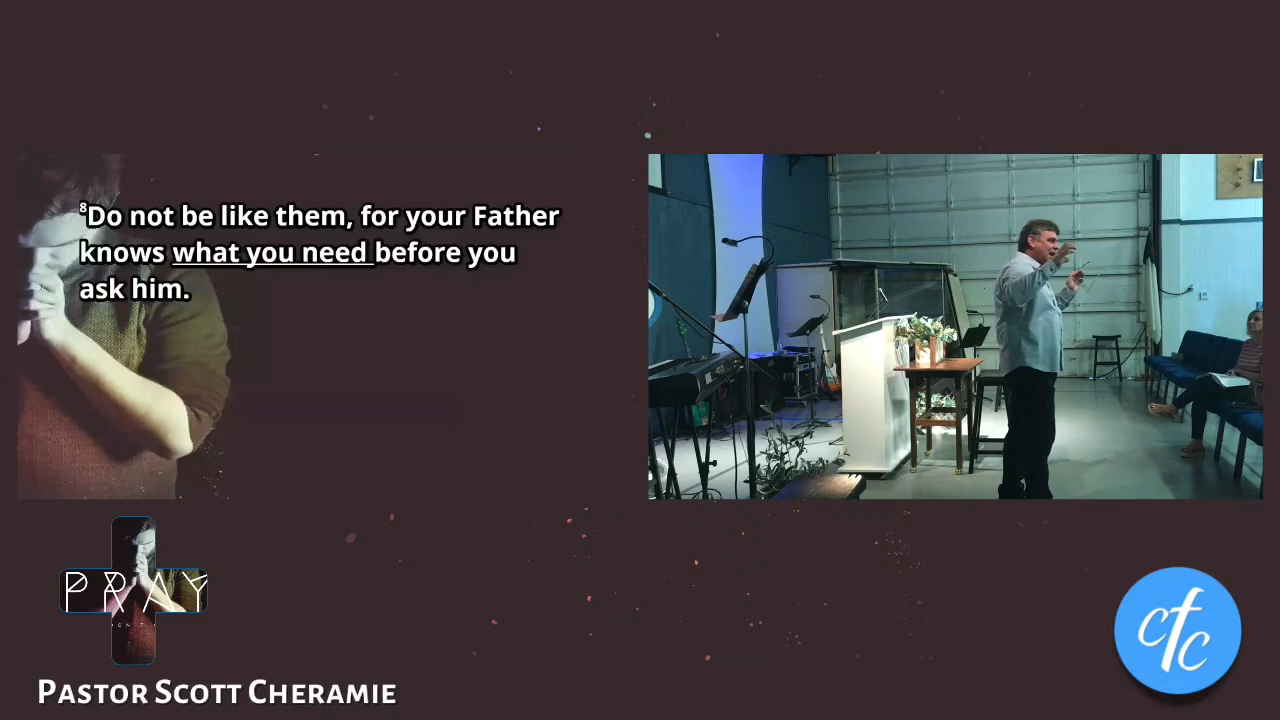 ⁸Do not be like them, for your Father
knows what you need before you
ask him.
PRAY
PASTOR SCOTT CHERAMIE
cfc